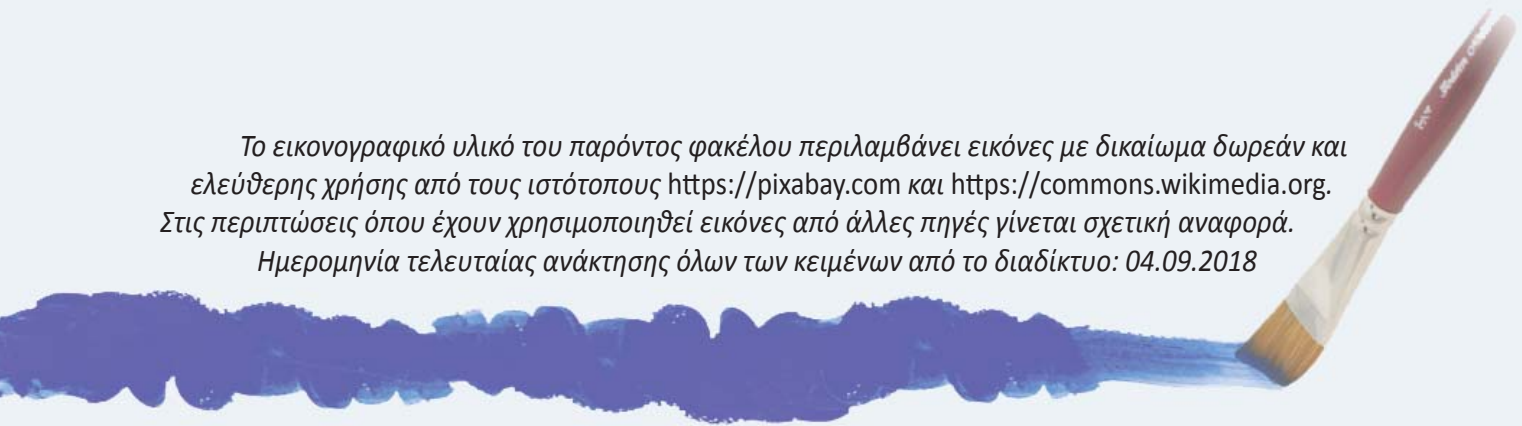 Το εικονογραφικό υλικό του παρόντος φακέλου περιλαμβάνει εικόνες με δικαίωμα δωρεάν και
ελεύθερης χρήσης από τους ιστότοπους https://pixabay.com και https://commons.wikimedia.org.
Στις περιπτώσεις όπου έχουν χρησιμοποιηθεί εικόνες από άλλες πηγές γίνεται σχετική αναφορά.
Ημερομηνία τελευταίας ανάκτησης όλων των κειμένων από το διαδίκτυο: 04.09.2018